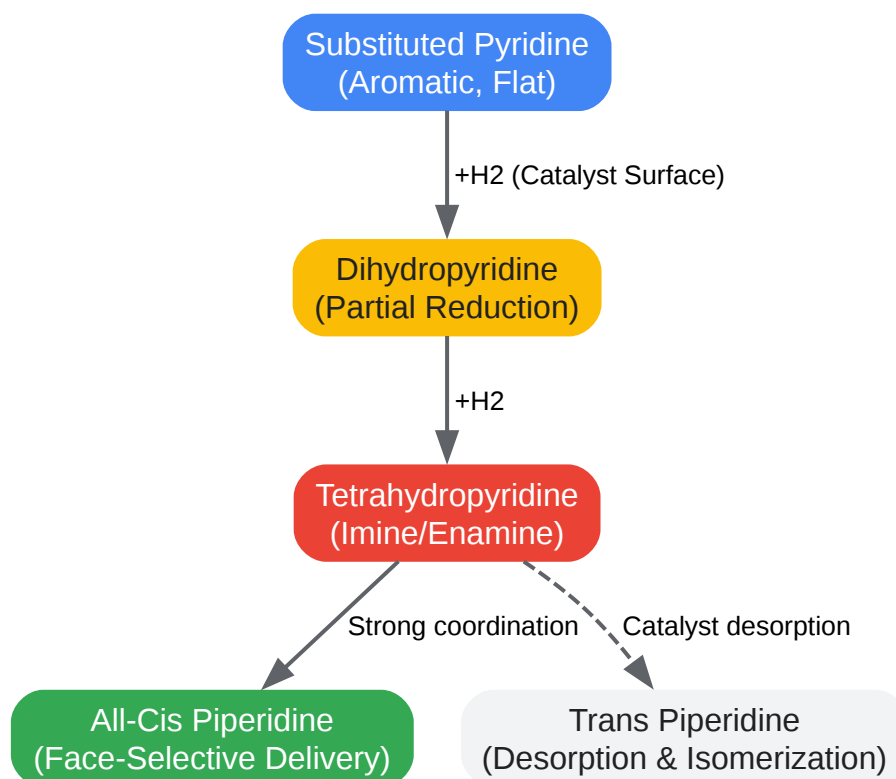 Substituted Pyridine
(Aromatic, Flat)
+H2 (Catalyst Surface)
Dihydropyridine
(Partial Reduction)
+H2
Tetrahydropyridine
(Imine/Enamine)
Strong coordination
Catalyst desorption
All-Cis Piperidine
(Face-Selective Delivery)
Trans Piperidine
(Desorption & Isomerization)